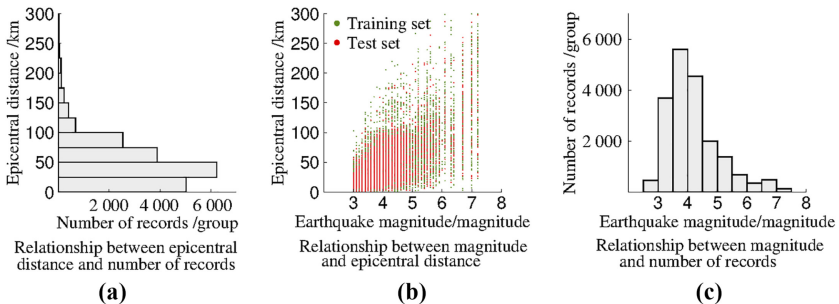 Epicentral distance /km
300
250
200
150
100
50
0
2 000 4 000 6 000
Number of records /group
Relationship between epicentral
distance and number of records
(a)
Epicentral distance /km
300
250
200
150
100
50
0
Training set
Test set
3 4 5 6 7 8
Earthquake magnitude/magnitude
Relationship between magnitude
and epicentral distance
(b)
Number of records /group
6 000
4 000
2 000
3 4 5 6 7 8
Earthquake magnitude/magnitude
Relationship between magnitude
and number of records
(c)